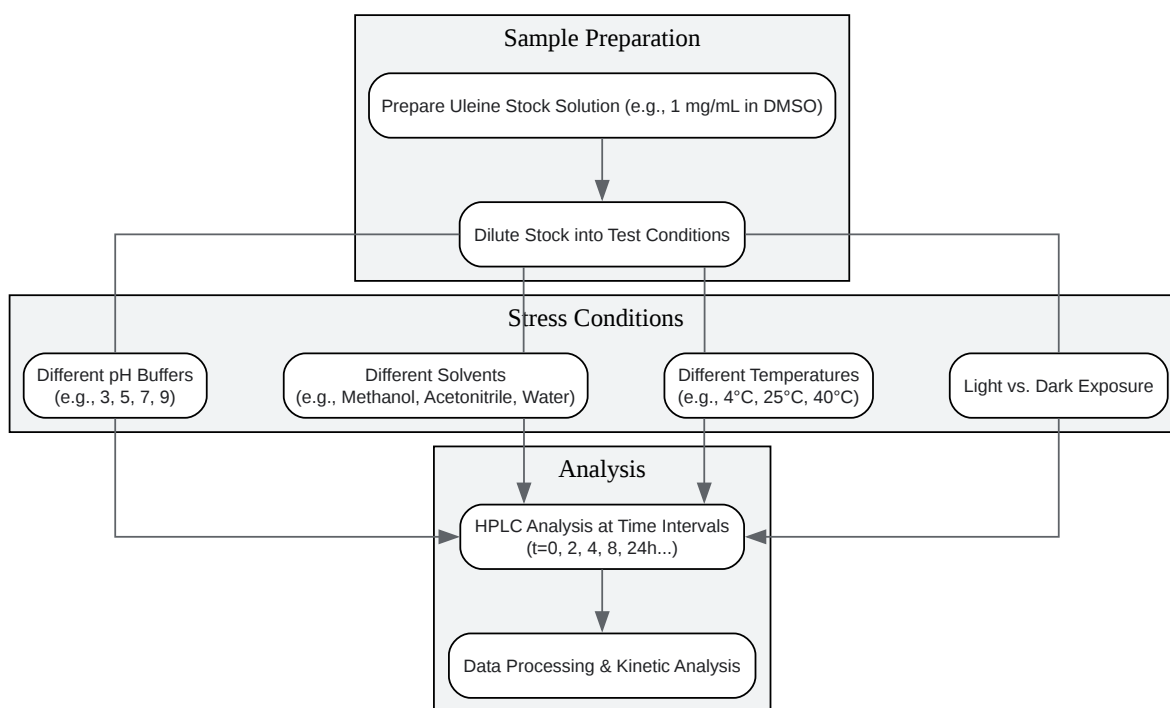 Sample Preparation
Prepare Uleine Stock Solution (e.g., 1 mg/mL in DMSO)
Dilute Stock into Test Conditions
Stress Conditions
Different pH Buffers
(e.g., 3, 5, 7, 9)
Different Solvents
(e.g., Methanol, Acetonitrile, Water)
Different Temperatures
(e.g., 4°C, 25°C, 40°C)
Light vs. Dark Exposure
Analysis
HPLC Analysis at Time Intervals
(t=0, 2, 4, 8, 24h...)
Data Processing & Kinetic Analysis